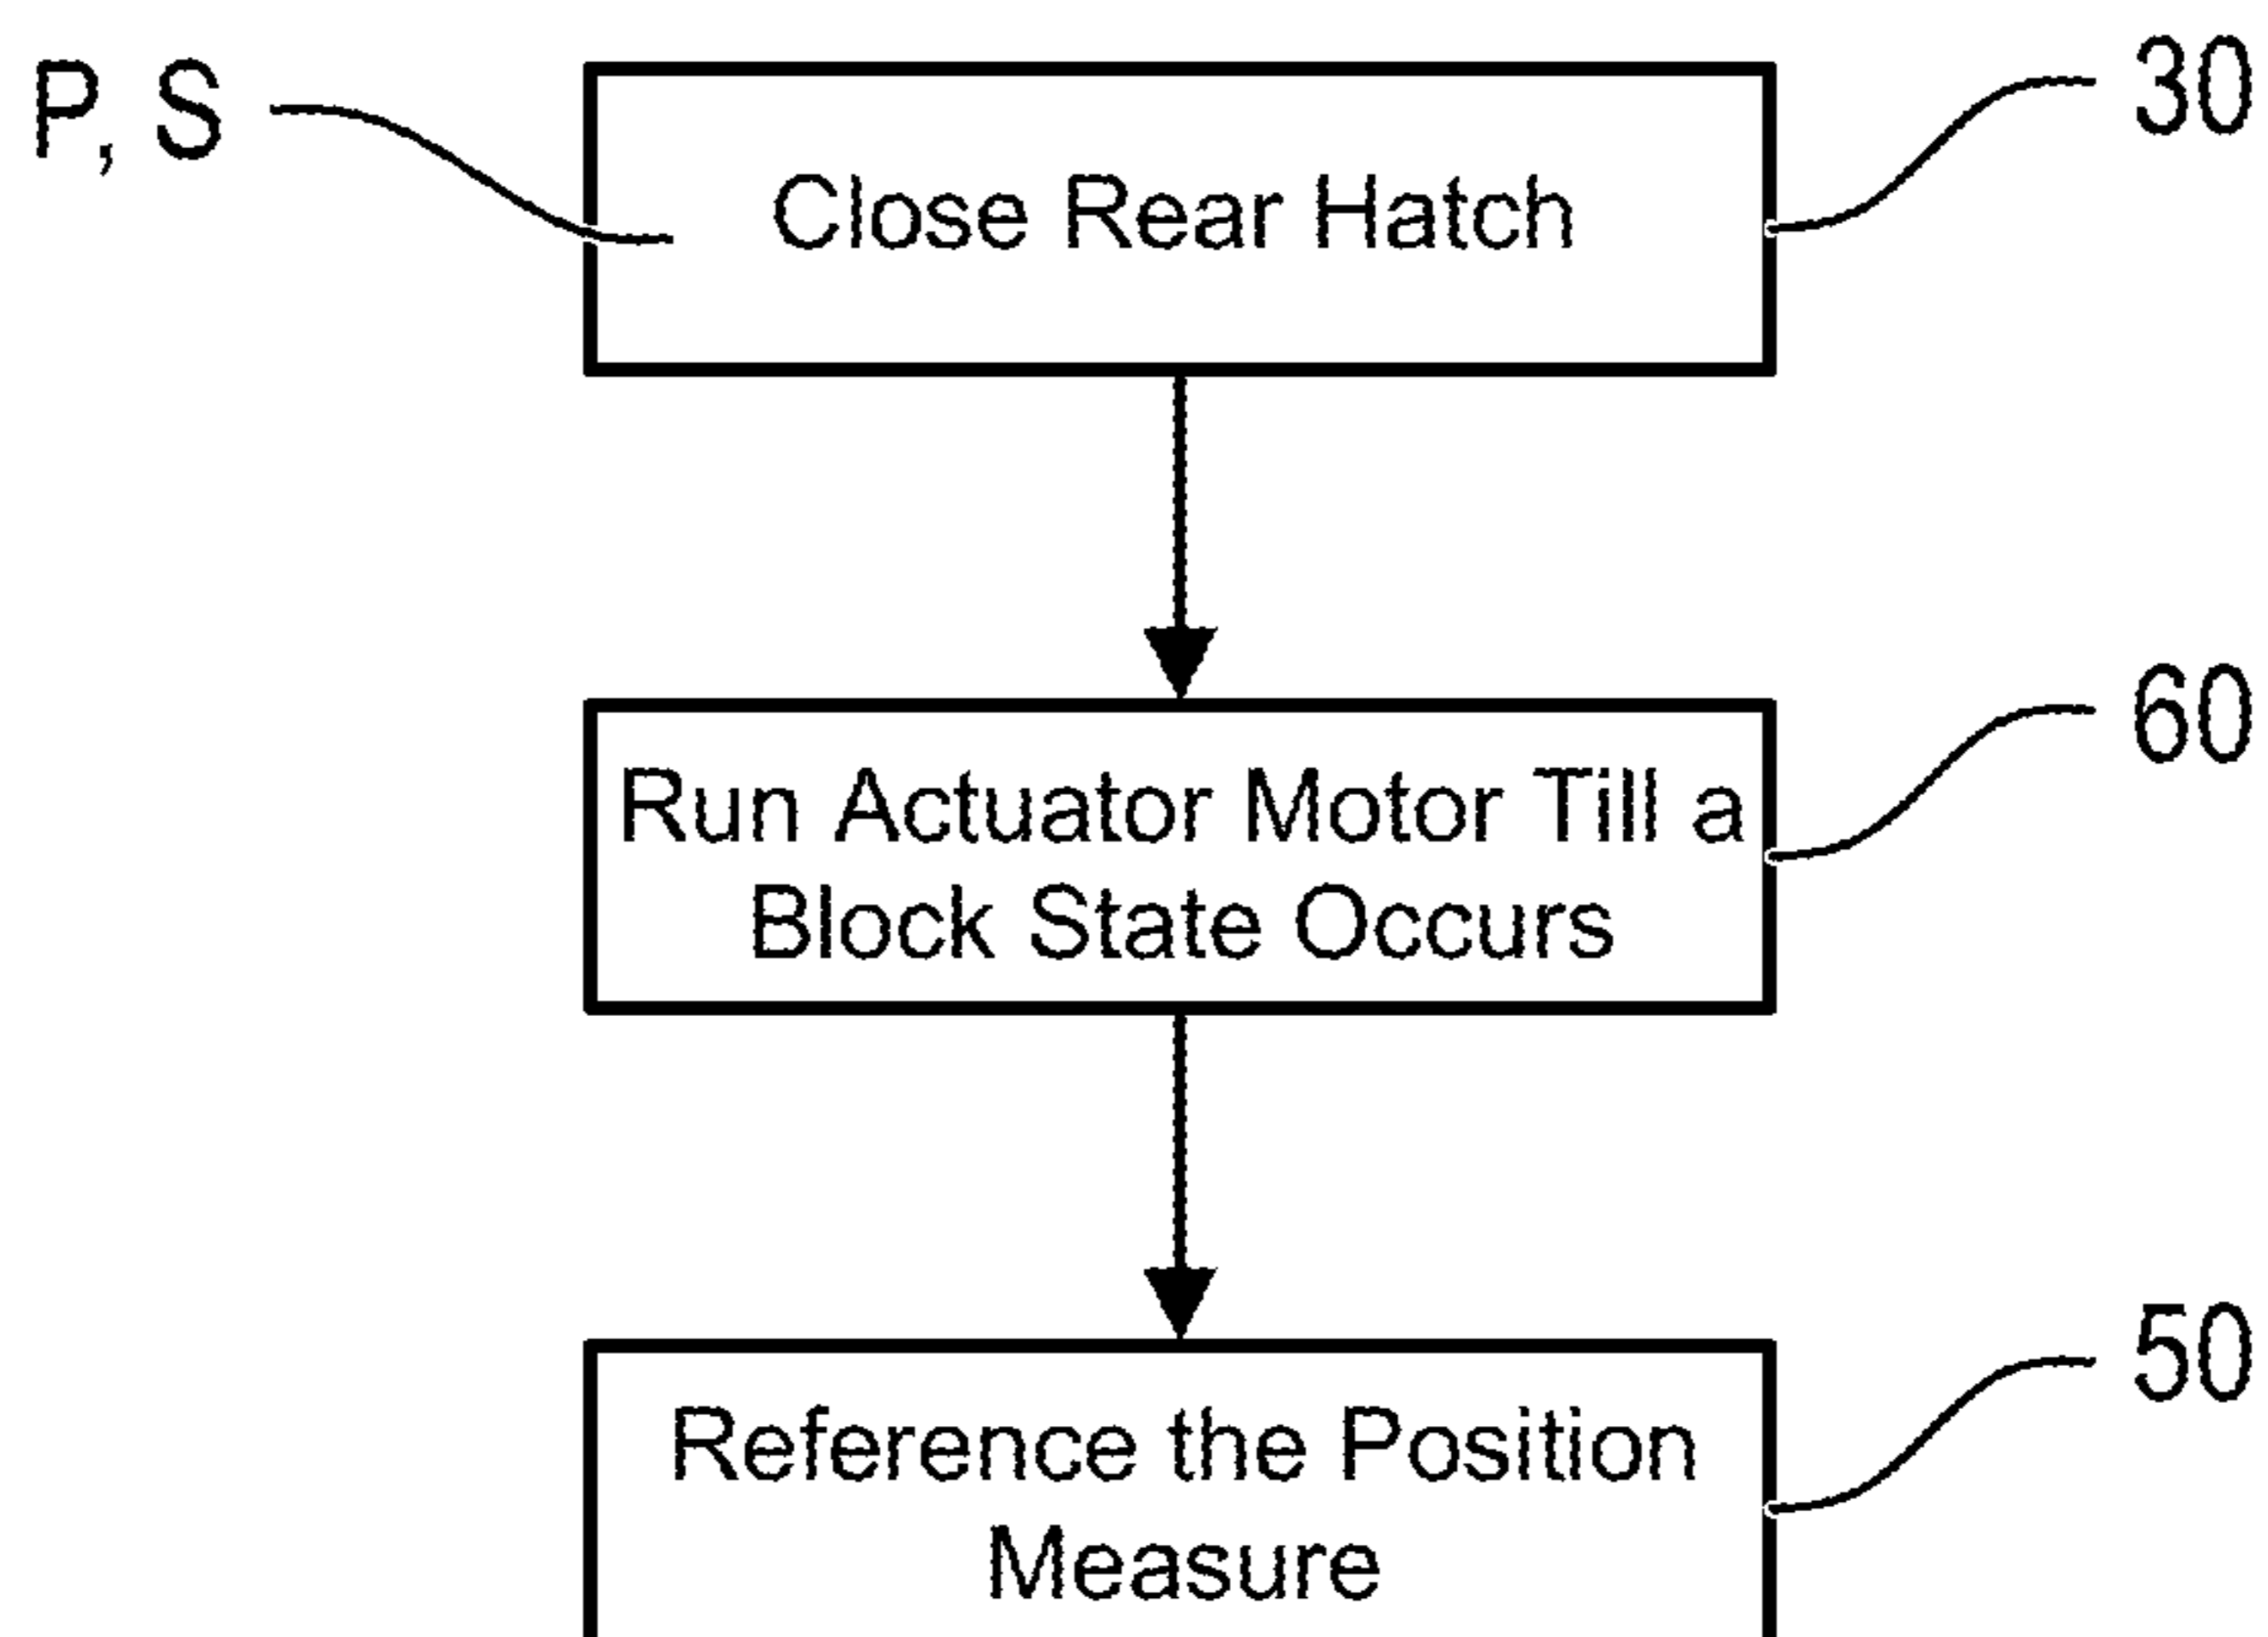 P, S
Close Rear Hatch
30
Run Actuator Motor Till a
Block State Occurs
60
Reference the Position
Measure
50